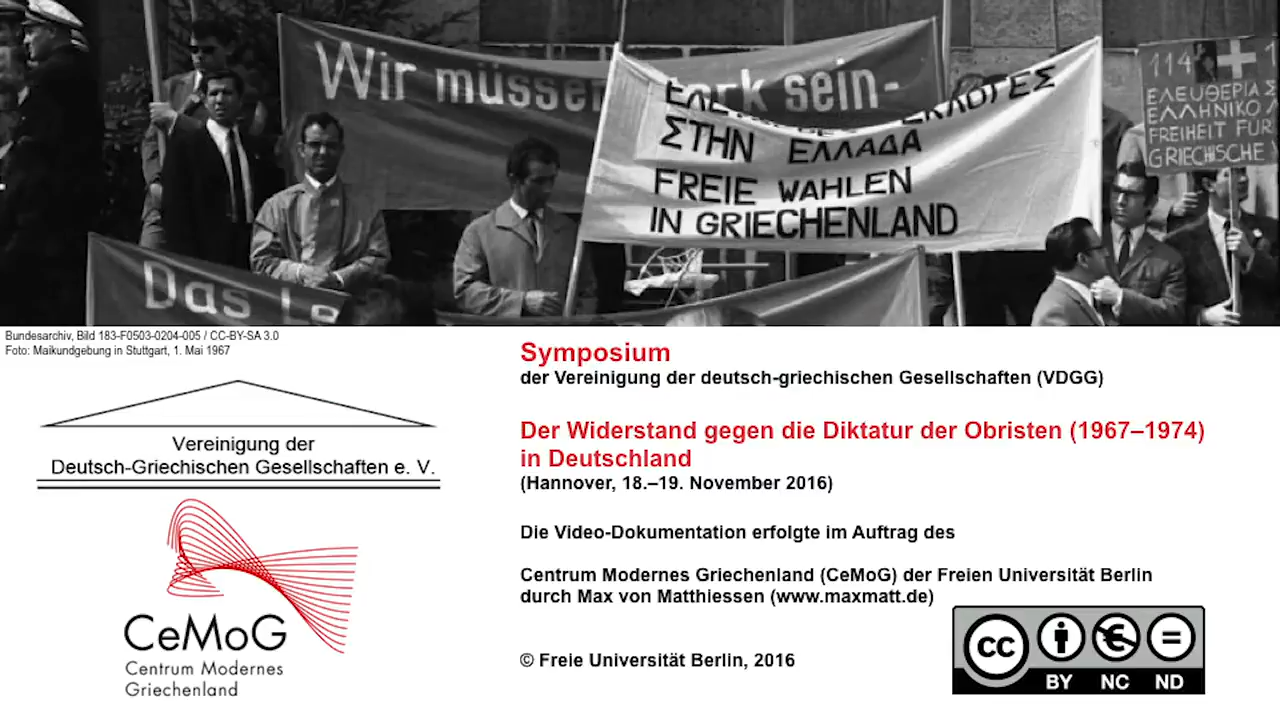 Wir müssen
sein-
ΕΚΛΟΓΕΣ
ΣΤΗΝ ΕΛΛΑΔΑ
FREIE WAHLEN
IN GRIECHENLAND
114
ΕΛΕΥΘΕΡΙΑ Σ
ΕΛΛΗΝΙΚΟ
FREIHEIT FÜR
GRIECHISCHE
Das
Bundesarchiv, Bild 183-F0503-0204-005 / CC-BY-SA 3.0
Foto: Maikundgebung in Stuttgart, 1. Mai 1967
Vereinigung der
Deutsch-Griechischen Gesellschaften e. V.
CeMoG
Centrum Modernes
Griechenland
Symposium
der Vereinigung der deutsch-griechischen Gesellschaften (VDGG)
Der Widerstand gegen die Diktatur der Obristen (1967–1974)
in Deutschland
(Hannover, 18.–19. November 2016)
Die Video-Dokumentation erfolgte im Auftrag des
Centrum Modernes Griechenland (CeMoG) der Freien Universität Berlin
durch Max von Matthiessen (www.maxmatt.de)
© Freie Universität Berlin, 2016
cc
BY NC ND